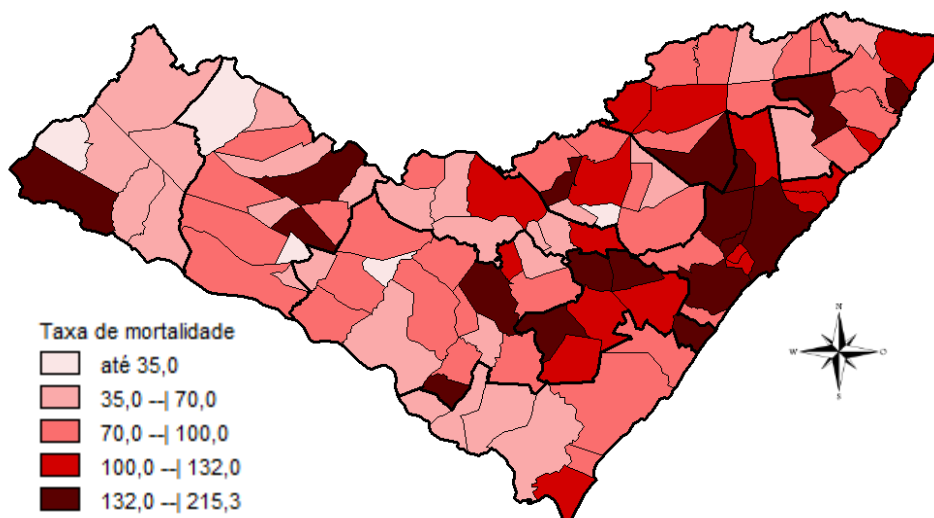 Taxa de mortalidade
até 35,0
35,0 --| 70,0
70,0 --| 100,0
100,0 --| 132,0
132,0 --| 215,3
N
W
O
S